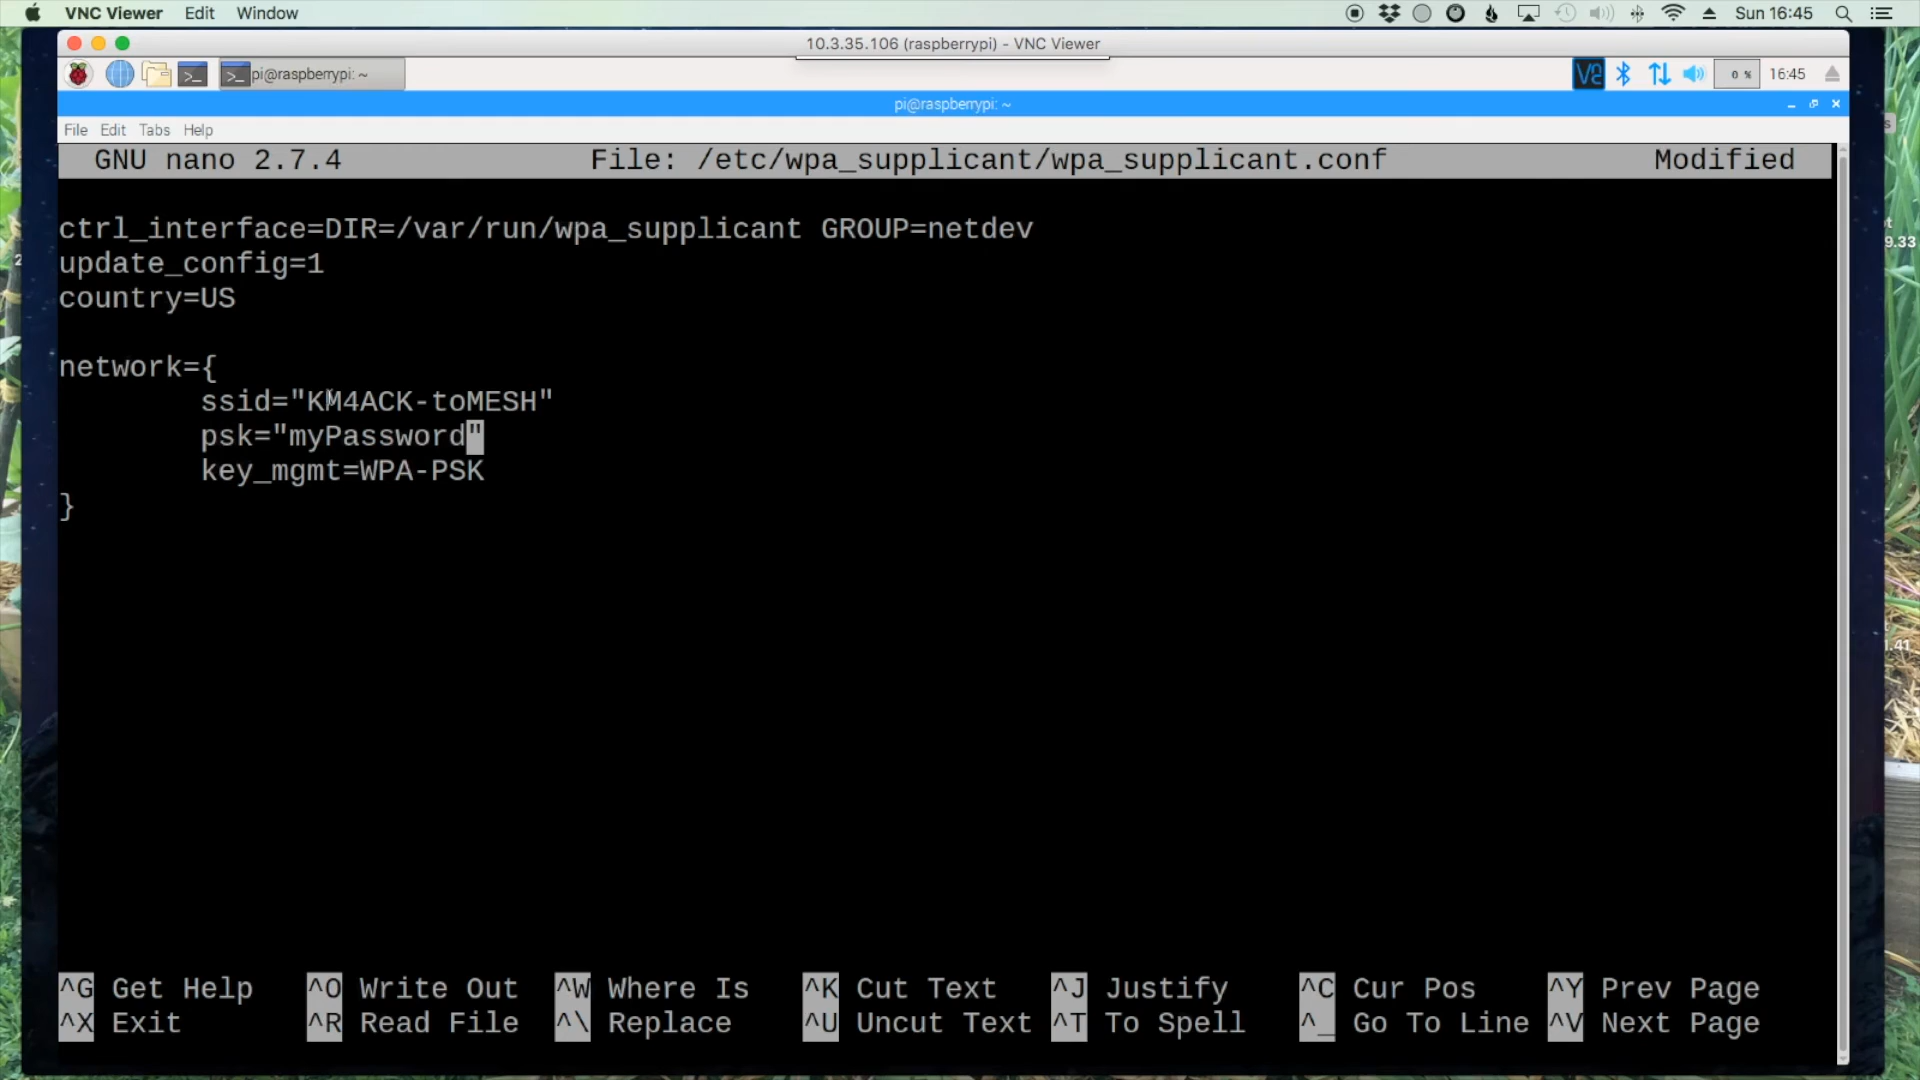 VNC Viewer Edit Window Sun 16:45
10.3.35.106 (raspberrypi) - VNC Viewer
pi@raspberrypi: ~ V2 0 % 16:45
pi@raspberrypi: ~
File Edit Tabs Help
GNU nano 2.7.4 File: /etc/wpa_supplicant/wpa_supplicant.conf Modified
ctrl_interface=DIR=/var/run/wpa_supplicant GROUP=netdev
update_config=1
country=US
network={
ssid="KM4ACK-toMESH"
psk="myPassword"
key_mgmt=WPA-PSK
}
^G Get Help ^O Write Out ^W Where Is ^K Cut Text ^J Justify ^C Cur Pos ^Y Prev Page
^X Exit ^R Read File ^\ Replace ^U Uncut Text ^T To Spell ^_ Go To Line ^V Next Page